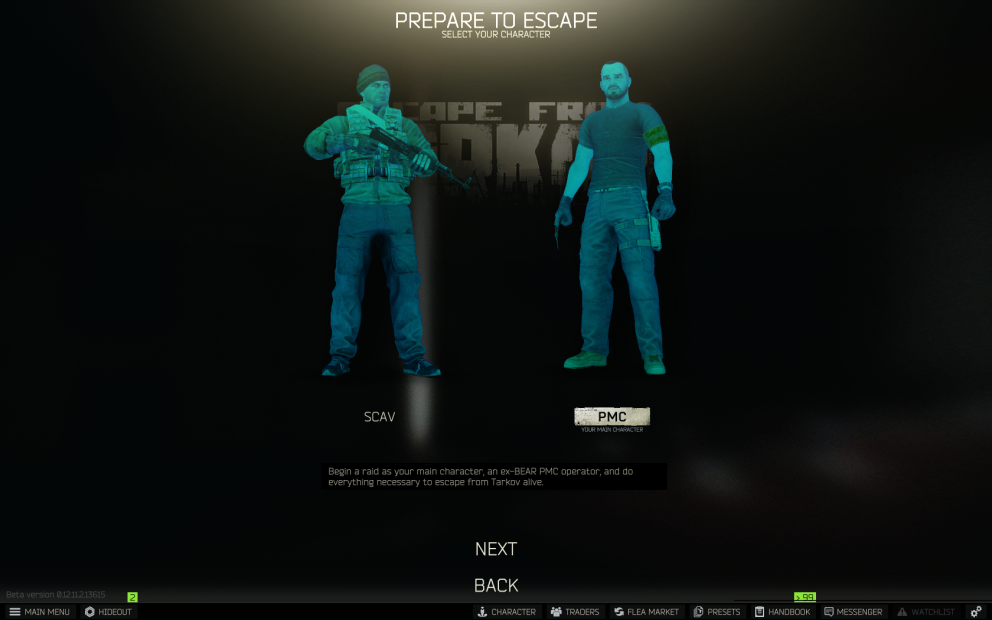 PREPARE TO ESCAPE
SELECT YOUR CHARACTER
SCAV
PMC
YOUR MAIN CHARACTER
Begin a raid as your main character, an ex-BEAR PMC operator, and do
everything necessary to escape from Tarkov alive.
NEXT
BACK
Beta version 0.12.11.2.13615
2
> 99
MAIN MENU
HIDEOUT
CHARACTER
TRADERS
FLEA MARKET
PRESETS
HANDBOOK
MESSENGER
WATCHLIST